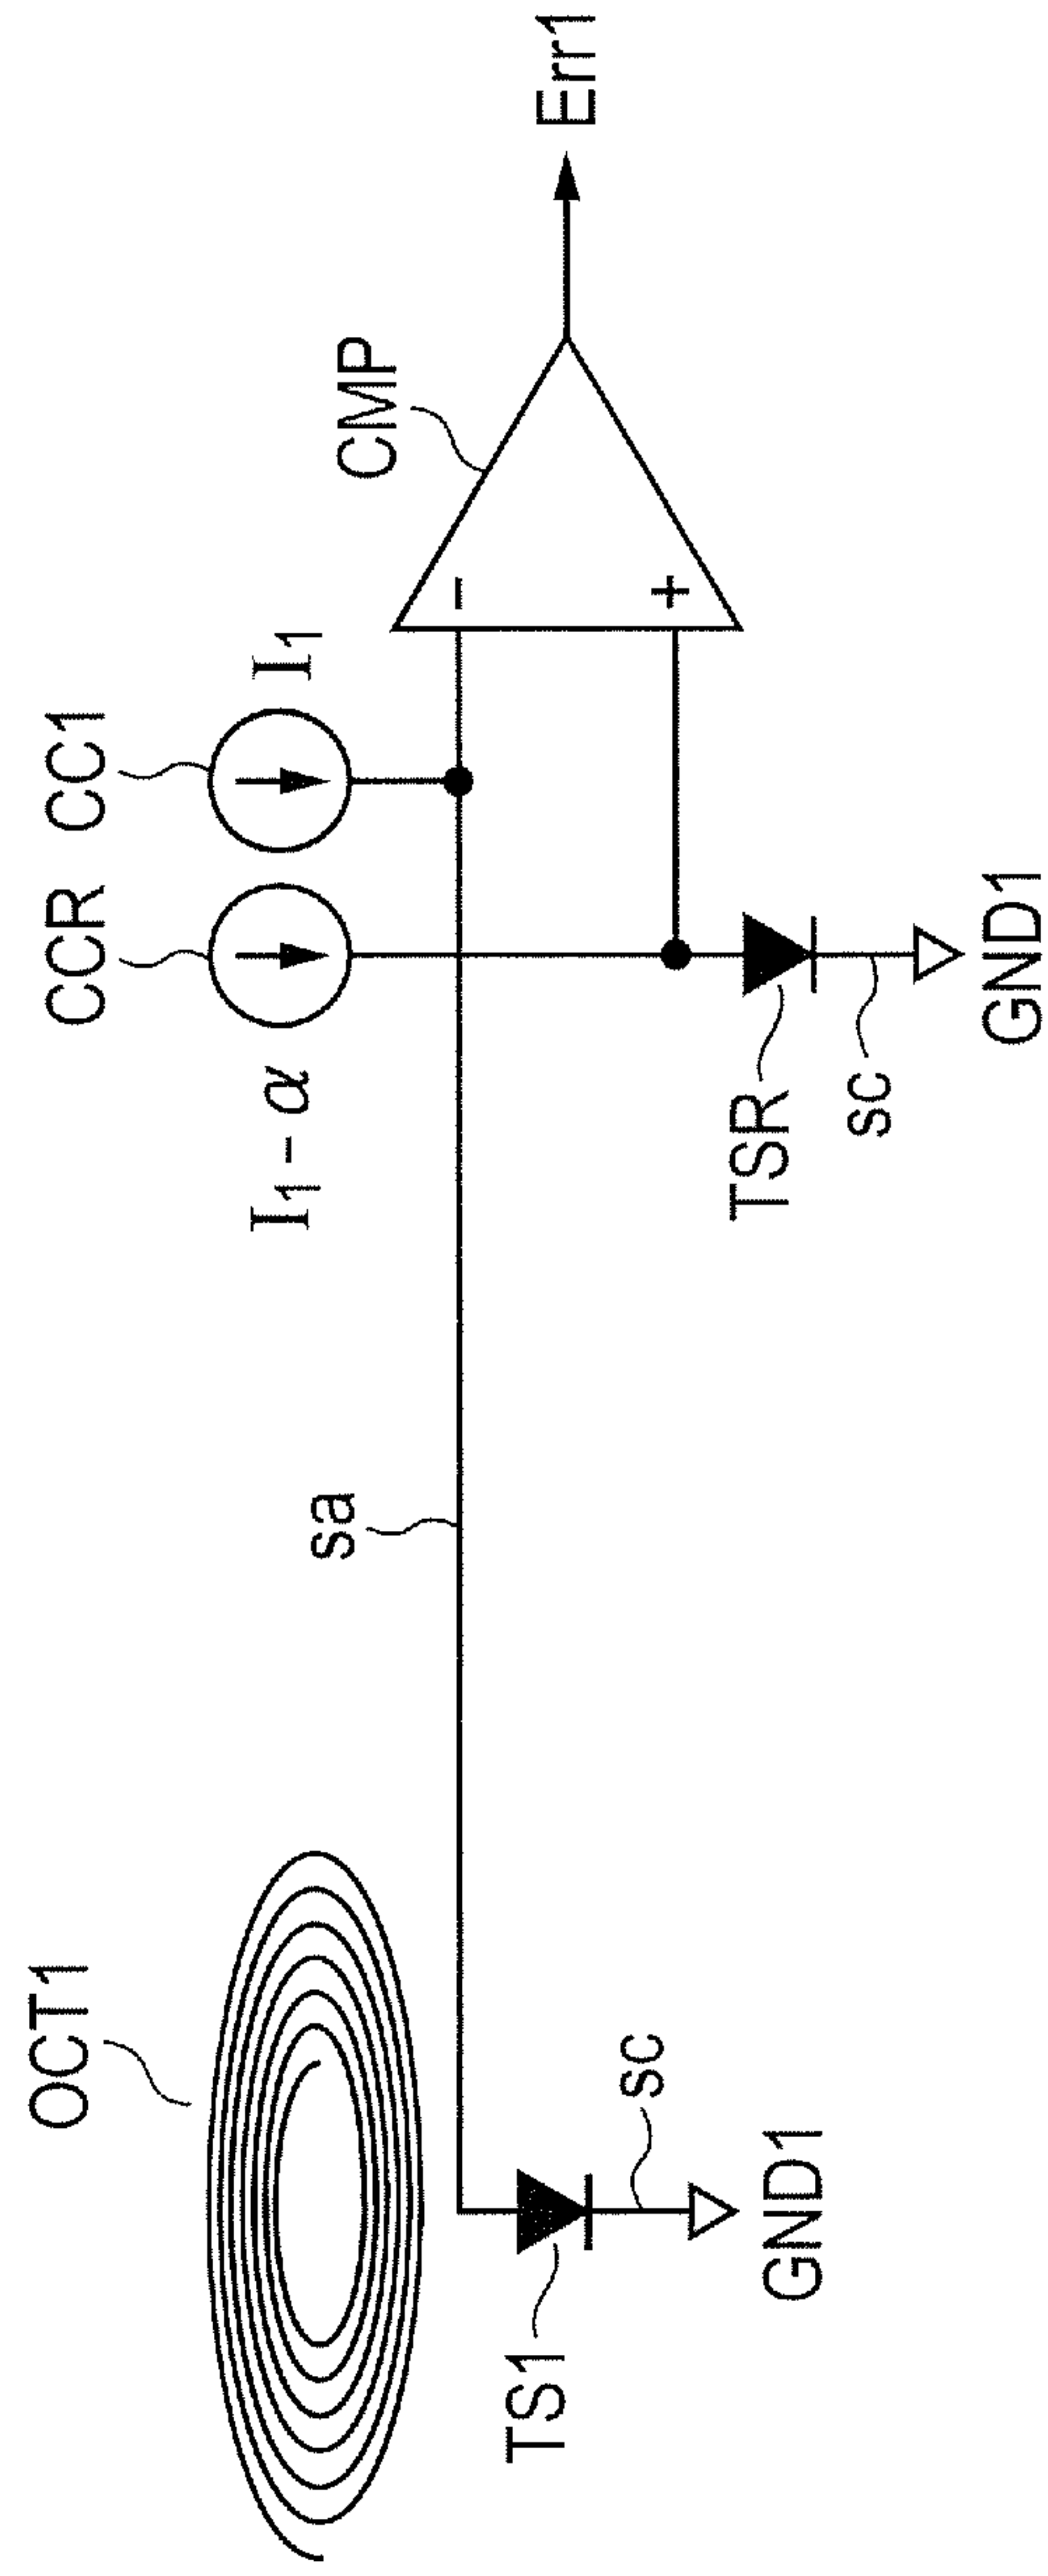 OCT1
TS1
sc
GND1
sa
CCR
CC1
I₁-α
I₁
TSR
sc
GND1
CMP
−
+
Err1